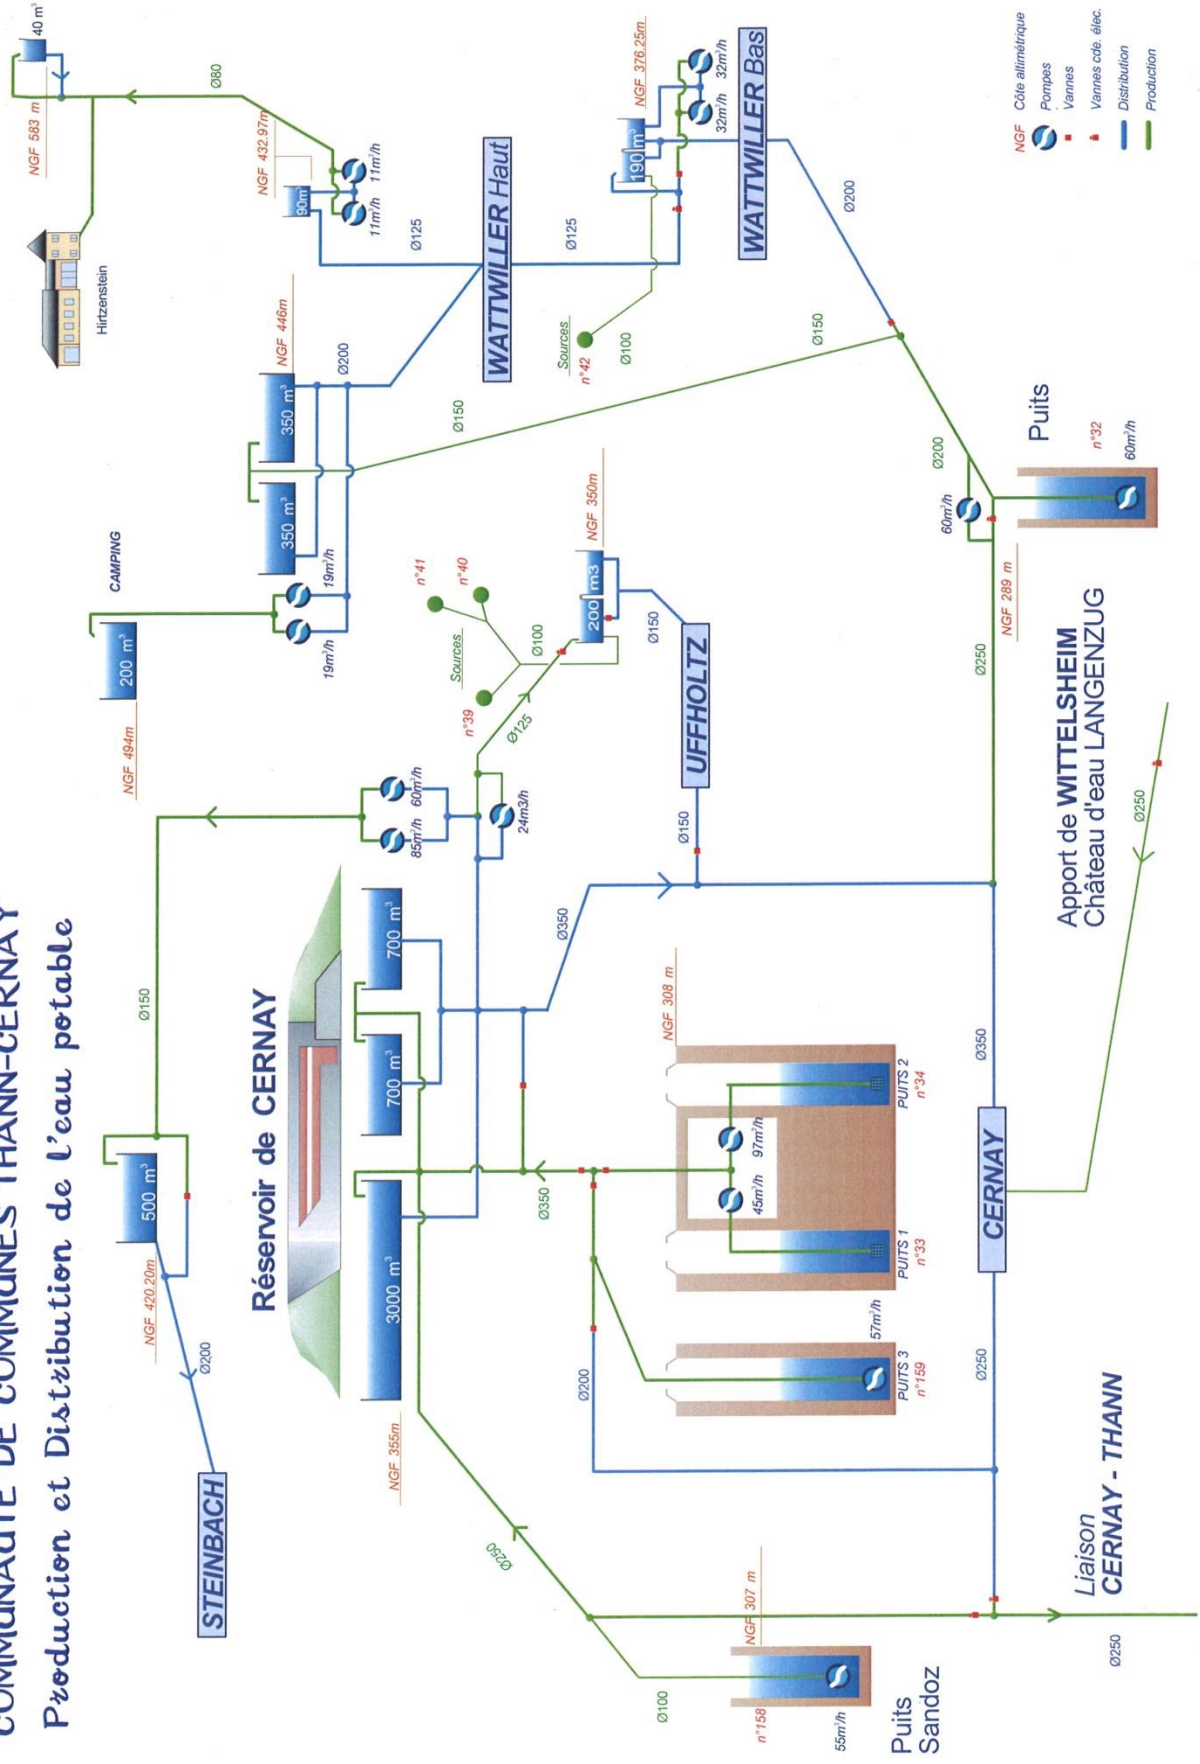 COMMUNAUTÉ DE COMMUNES THANN-CERNAY
Production et Distribution de l'eau potable
STEINBACH
Ø200
NGF 420.20m
500 m³
Ø150
Réservoir de CERNAY
NGF 355m
3000 m³
700 m³
700 m³
85m³/h
60m³/h
24m3/h
Ø125
NGF 494m
200 m³
CAMPING
19m³/h
19m³/h
350 m³
350 m³
NGF 446m
Ø200
Ø150
Hirtzenstein
NGF 583 m
40 m³
Ø80
NGF 432.97m
90m³
11m³/h
11m³/h
Ø125
WATTWILLER Haut
Ø125
Sources
n°41
n°40
n°39
Ø100
200 m3
NGF 350m
Ø150
UFFHOLTZ
Ø150
Sources
n°42
Ø100
190 m³
NGF 376.25m
32m³/h
32m³/h
WATTWILLER Bas
Ø200
Ø150
Ø200
60m³/h
NGF 289 m
Puits
n°32
60m³/h
Ø250
Ø350
Ø350
Ø350
NGF 308 m
97m³/h
45m³/h
PUITS 2
n°34
PUITS 1
n°33
57m³/h
PUITS 3
n°159
Ø200
Ø250
CERNAY
Apport de WITTELSHEIM
Château d'eau LANGENZUG
Ø250
Ø250
NGF 307 m
Ø100
n°158
55m³/h
Puits
Sandoz
Liaison
CERNAY - THANN
Ø250
NGF Côte altimétrique
Pompes
Vannes
Vannes cde. élec.
Distribution
Production